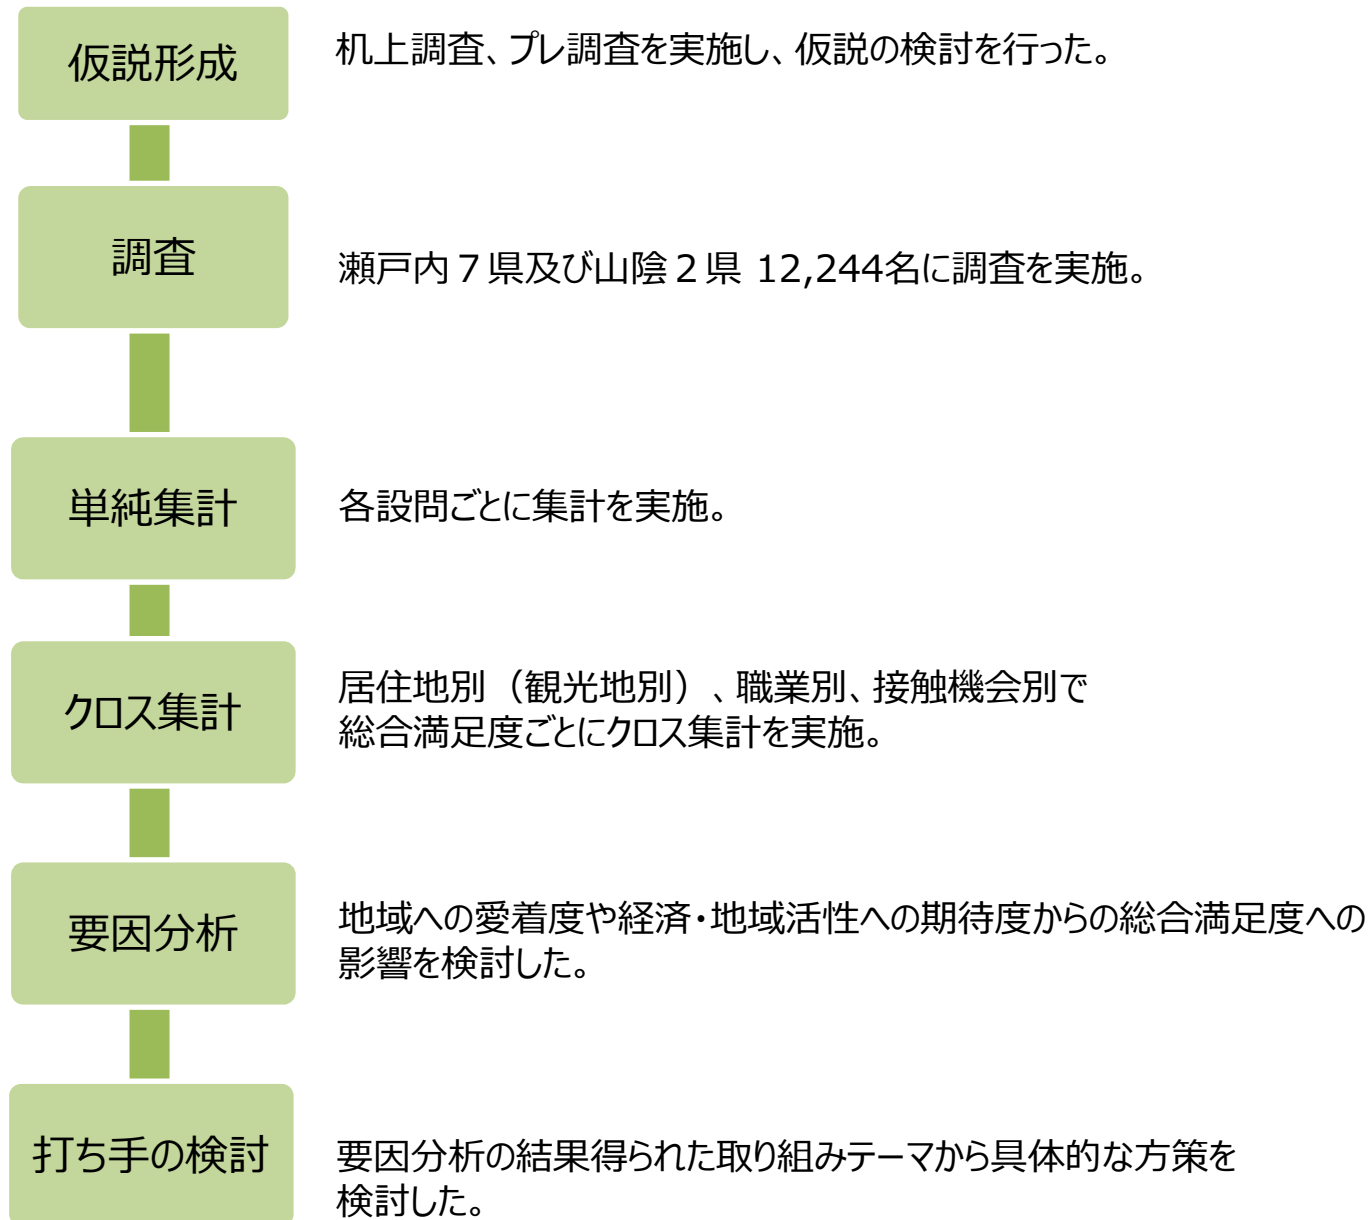 仮説形成
机上調査、プレ調査を実施し、仮説の検討を行った。
調査
瀬戸内７県及び山陰２県 12,244名に調査を実施。
単純集計
各設問ごとに集計を実施。
クロス集計
居住地別（観光地別）、職業別、接触機会別で
総合満足度ごとにクロス集計を実施。
要因分析
地域への愛着度や経済・地域活性への期待度からの総合満足度への
影響を検討した。
打ち手の検討
要因分析の結果得られた取り組みテーマから具体的な方策を
検討した。